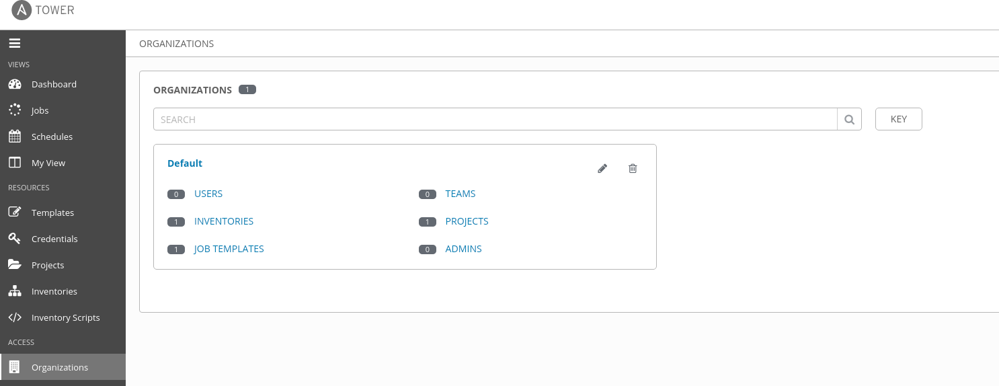 TOWER
VIEWS
Dashboard
Jobs
Schedules
My View
RESOURCES
Templates
Credentials
Projects
Inventories
Inventory Scripts
ACCESS
Organizations
ORGANIZATIONS
ORGANIZATIONS 1
SEARCH
KEY
Default
0 USERS
0 TEAMS
1 INVENTORIES
1 PROJECTS
1 JOB TEMPLATES
0 ADMINS